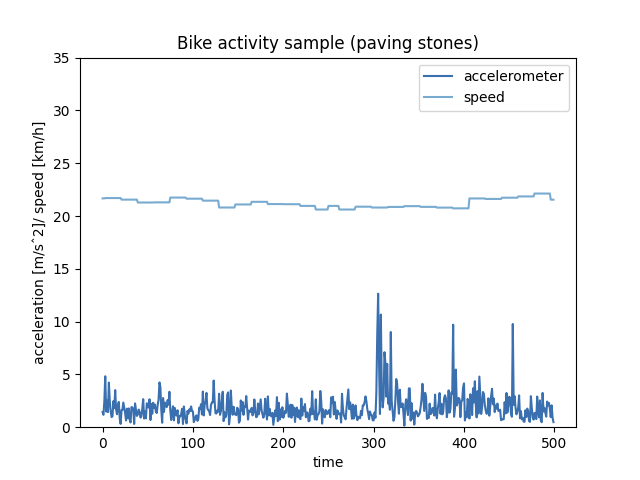 Bike activity sample (paving stones)
accelerometer
speed
acceleration [m/s^2]/ speed [km/h]
35
30
25
20
15
10
5
0
0 100 200 300 400 500
time